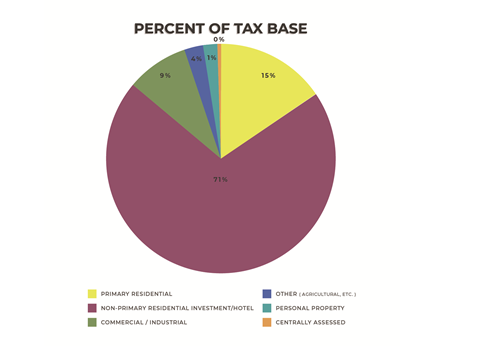 PERCENT OF TAX BASE
0%
4%
1%
9%
15%
71%
PRIMARY RESIDENTIAL
NON-PRIMARY RESIDENTIAL INVESTMENT/HOTEL
COMMERCIAL / INDUSTRIAL
OTHER ( AGRICULTURAL, ETC. )
PERSONAL PROPERTY
CENTRALLY ASSESSED